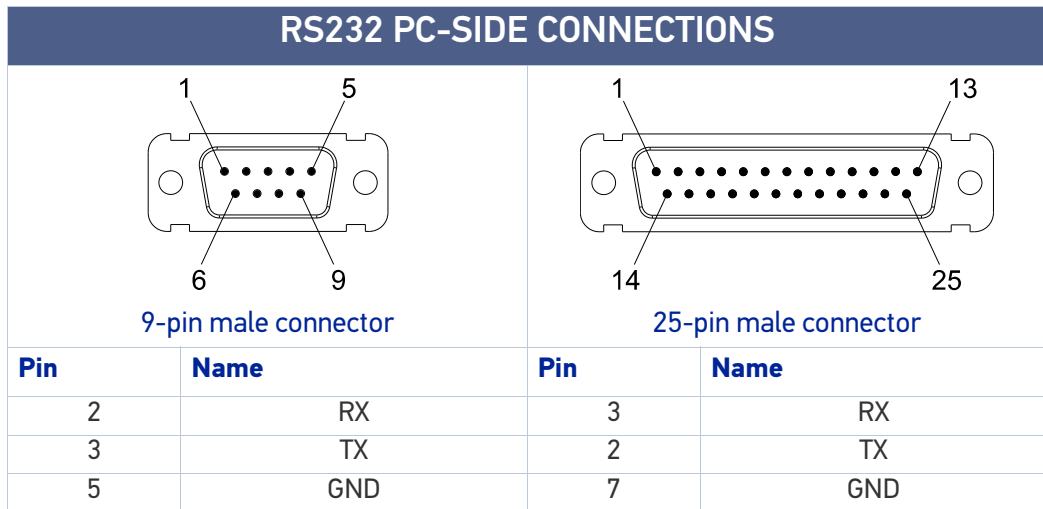 RS232 PC-SIDE CONNECTIONS
1 5
6 9
9-pin male connector
1 13
14 25
25-pin male connector
Pin Name Pin Name
2 RX 3 RX
3 TX 2 TX
5 GND 7 GND